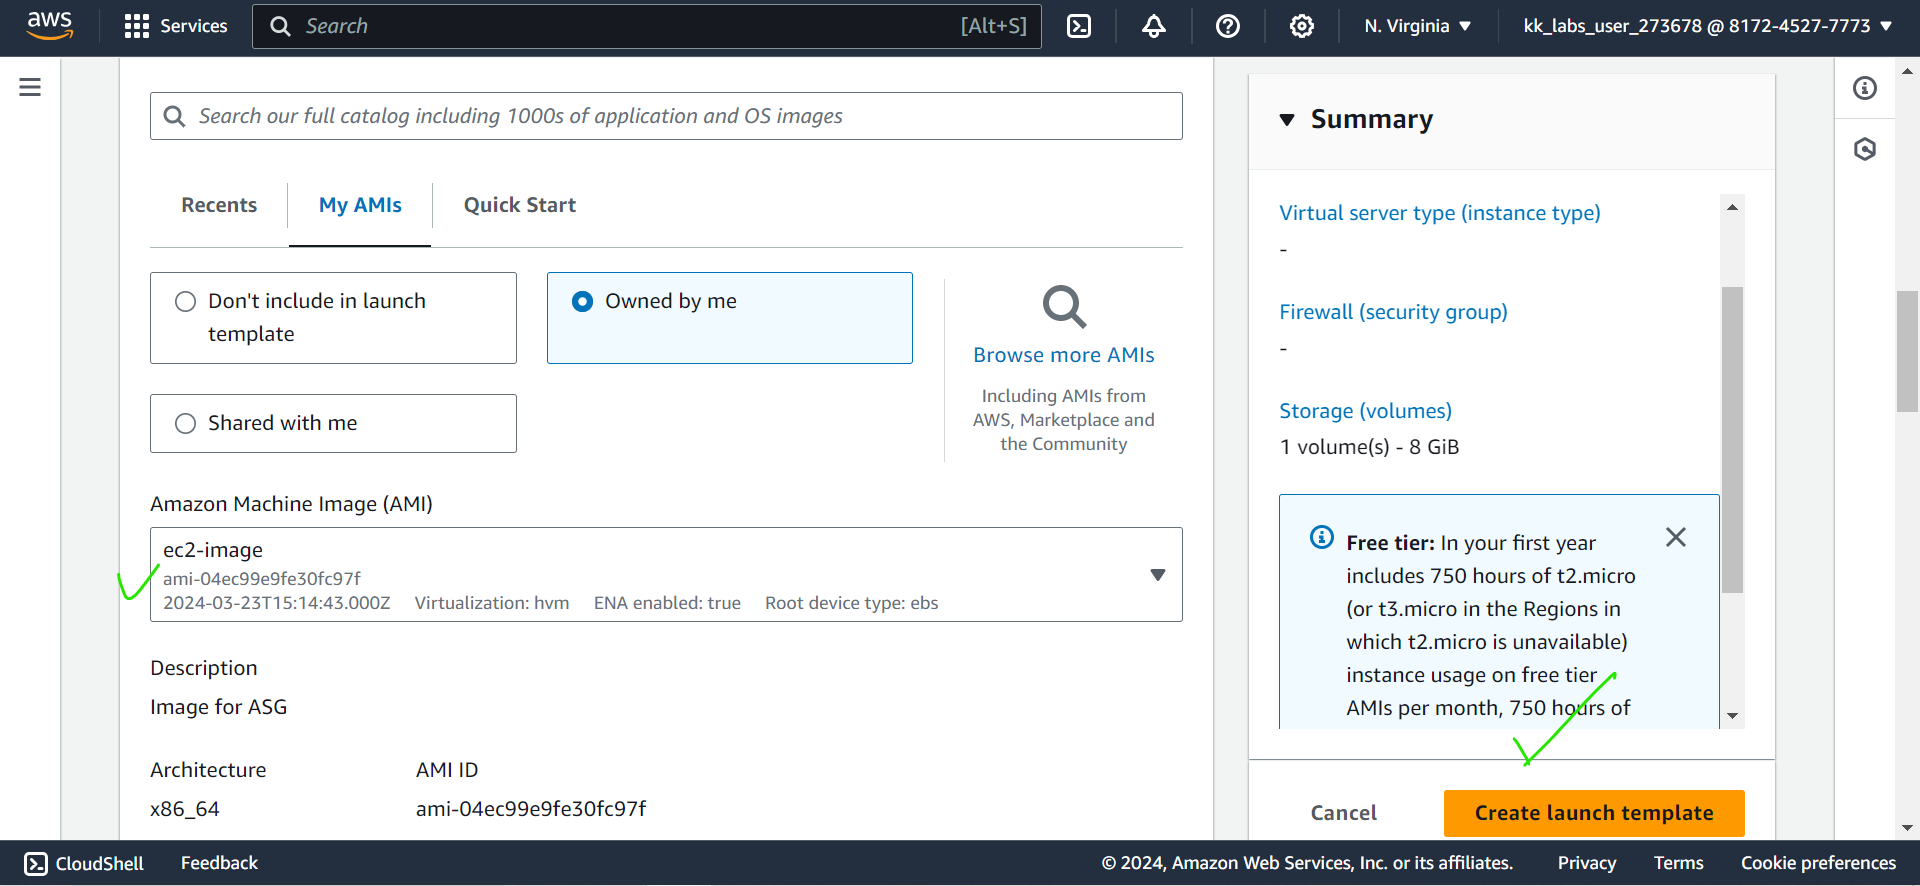 aws
Services
Search
[Alt+S]
N. Virginia
kk_labs_user_273678 @ 8172-4527-7773
Search our full catalog including 1000s of application and OS images
Recents
My AMIs
Quick Start
Don't include in launch
template
Owned by me
Shared with me
Browse more AMIs
Including AMIs from
AWS, Marketplace and
the Community
Amazon Machine Image (AMI)
ec2-image
ami-04ec99e9fe30fc97f
2024-03-23T15:14:43.000Z Virtualization: hvm ENA enabled: true Root device type: ebs
Description
Image for ASG
Architecture
AMI ID
x86_64
ami-04ec99e9fe30fc97f
Summary
Virtual server type (instance type)
-
Firewall (security group)
-
Storage (volumes)
1 volume(s) - 8 GiB
Free tier: In your first year
includes 750 hours of t2.micro
(or t3.micro in the Regions in
which t2.micro is unavailable)
instance usage on free tier
AMIs per month, 750 hours of
Cancel
Create launch template
CloudShell
Feedback
© 2024, Amazon Web Services, Inc. or its affiliates.
Privacy
Terms
Cookie preferences